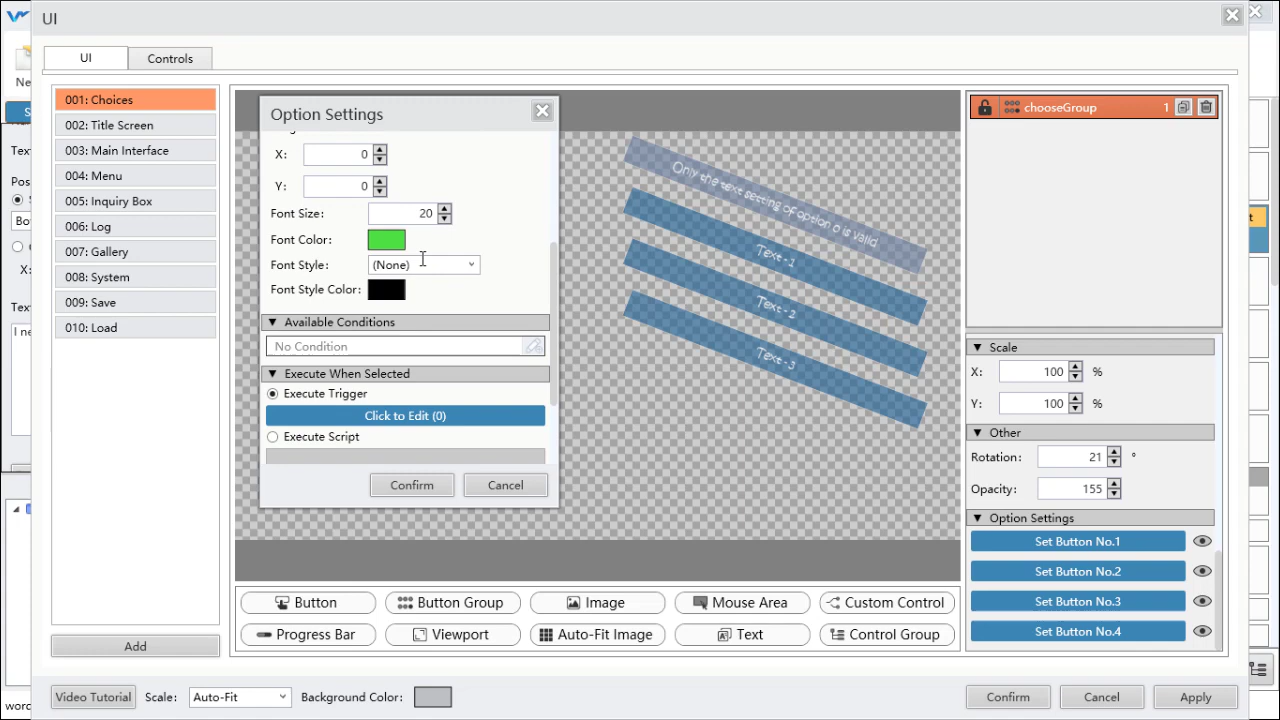 UI
UI
Controls
001: Choices
002: Title Screen
003: Main Interface
004: Menu
005: Inquiry Box
006: Log
007: Gallery
008: System
009: Save
010: Load
Add
Option Settings
X: 0
Y: 0
Font Size: 20
Font Color:
Font Style: (None)
Font Style Color:
Available Conditions
No Condition
Execute When Selected
Execute Trigger
Click to Edit (0)
Execute Script
Confirm
Cancel
Only the text setting of option 0 is valid
Text-1
Text-2
Text-3
Button
Button Group
Image
Mouse Area
Custom Control
Progress Bar
Viewport
Auto-Fit Image
Text
Control Group
chooseGroup 1
Scale
X: 100 %
Y: 100 %
Other
Rotation: 21 °
Opacity: 155
Option Settings
Set Button No.1
Set Button No.2
Set Button No.3
Set Button No.4
Video Tutorial
Scale: Auto-Fit
Background Color:
Confirm
Cancel
Apply